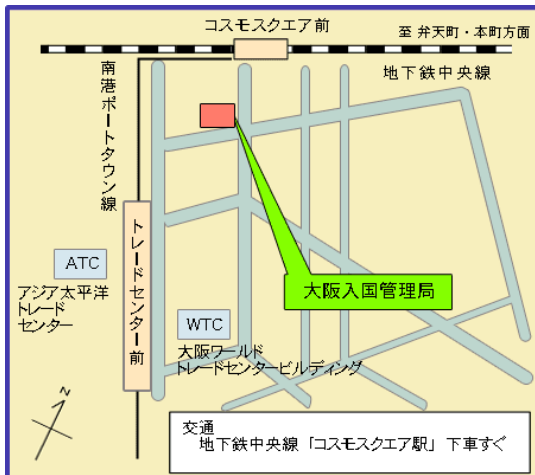 コスモスクエア前
至 弁天町・本町方面
地下鉄中央線
南港ポートタウン線
トレードセンター前
ATC
アジア太平洋
トレード
センター
大阪入国管理局
WTC
大阪ワールド
トレードセンタービルディング
N
交通
地下鉄中央線「コスモスクエア駅」下車すぐ